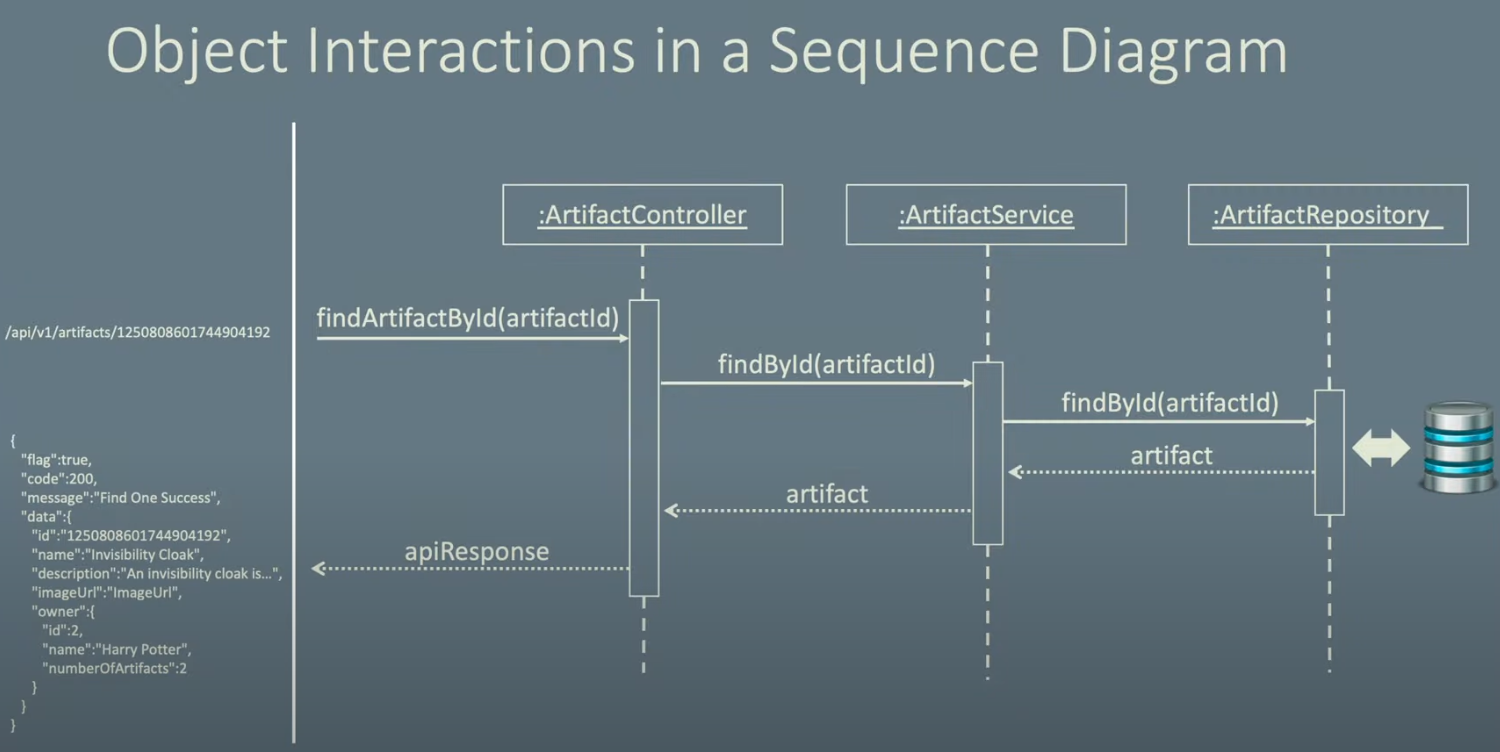 Object Interactions in a Sequence Diagram
:ArtifactController
:ArtifactService
:ArtifactRepository
/api/v1/artifacts/1250808601744904192
findArtifactById(artifactId)
findById(artifactId)
findById(artifactId)
artifact
artifact
apiResponse
{
"flag":true,
"code":200,
"message":"Find One Success",
"data":{
"id":"1250808601744904192",
"name":"Invisibility Cloak",
"description":"An invisibility cloak is...",
"imageUrl":"ImageUrl",
"owner":{
"id":2,
"name":"Harry Potter",
"numberOfArtifacts":2
}
}
}